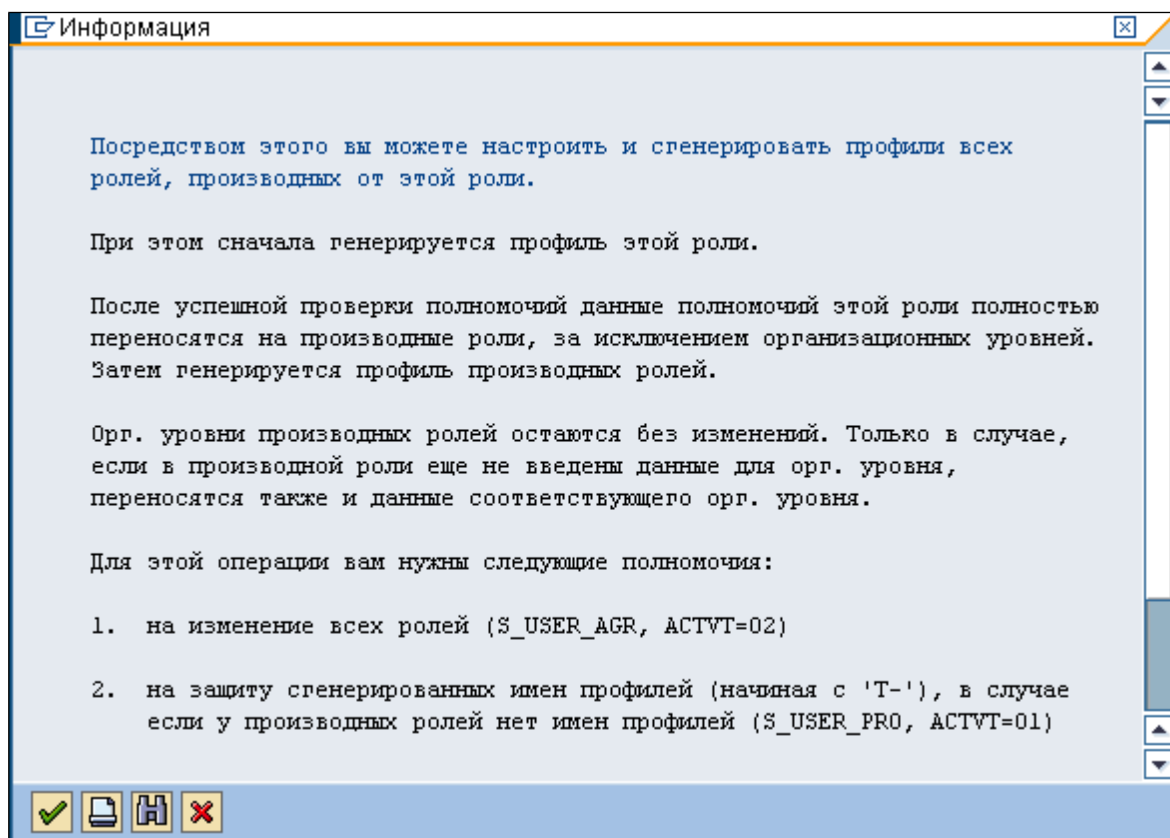 Информация
Посредством этого вы можете настроить и сгенерировать профили всех
ролей, производных от этой роли.
При этом сначала генерируется профиль этой роли.
После успешной проверки полномочий данные полномочий этой роли полностью
переносятся на производные роли, за исключением организационных уровней.
Затем генерируется профиль производных ролей.
Орг. уровни производных ролей остаются без изменений. Только в случае,
если в производной роли еще не введены данные для орг. уровня,
переносятся также и данные соответствующего орг. уровня.
Для этой операции вам нужны следующие полномочия:
1. на изменение всех ролей (S_USER_AGR, ACTVT=02)
2. на защиту сгенерированных имен профилей (начиная с 'T-'), в случае
если у производных ролей нет имен профилей (S_USER_PRO, ACTVT=01)